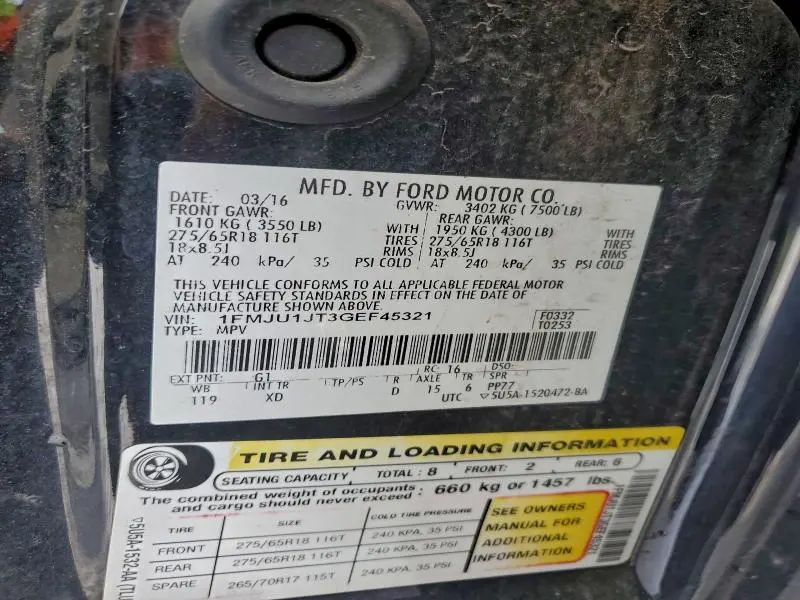 MFD. BY FORD MOTOR CO.
DATE: 03/16 GVWR: 3402 KG ( 7500 LB)
FRONT GAWR: REAR GAWR:
1610 KG ( 3550 LB) WITH 1950 KG ( 4300 LB) WITH
275/65R18 116T TIRES 275/65R18 116T TIRES
18x8.5J RIMS 18x8.5J RIMS
AT 240 kPa/ 35 PSI COLD AT 240 kPa/ 35 PSI COLD
THIS VEHICLE CONFORMS TO ALL APPLICABLE FEDERAL MOTOR
VEHICLE SAFETY STANDARDS IN EFFECT ON THE DATE OF
MANUFACTURE SHOWN ABOVE.
VIN: 1FMJU1JT3GEF45321 F0332
TYPE: MPV T0253
EXT PNT: G1 RC: 16 DSO:
WB INT TR TP/PS R AXLE TR SPR
119 XD D 15 6 PP77
UTC ▽5U5A-1520472-BA
TIRE AND LOADING INFORMATION
SEATING CAPACITY TOTAL: 8 FRONT: 2 REAR: 6
The combined weight of occupants and cargo should never exceed: 660 kg or 1457 lbs.
TIRE SIZE COLD TIRE PRESSURE
FRONT 275/65R18 116T 240 KPA, 35 PSI
REAR 275/65R18 116T 240 KPA, 35 PSI
SPARE 265/70R17 115T 240 KPA, 35 PSI
SEE OWNERS
MANUAL FOR
ADDITIONAL
INFORMATION
▽5U5A-1532-AA